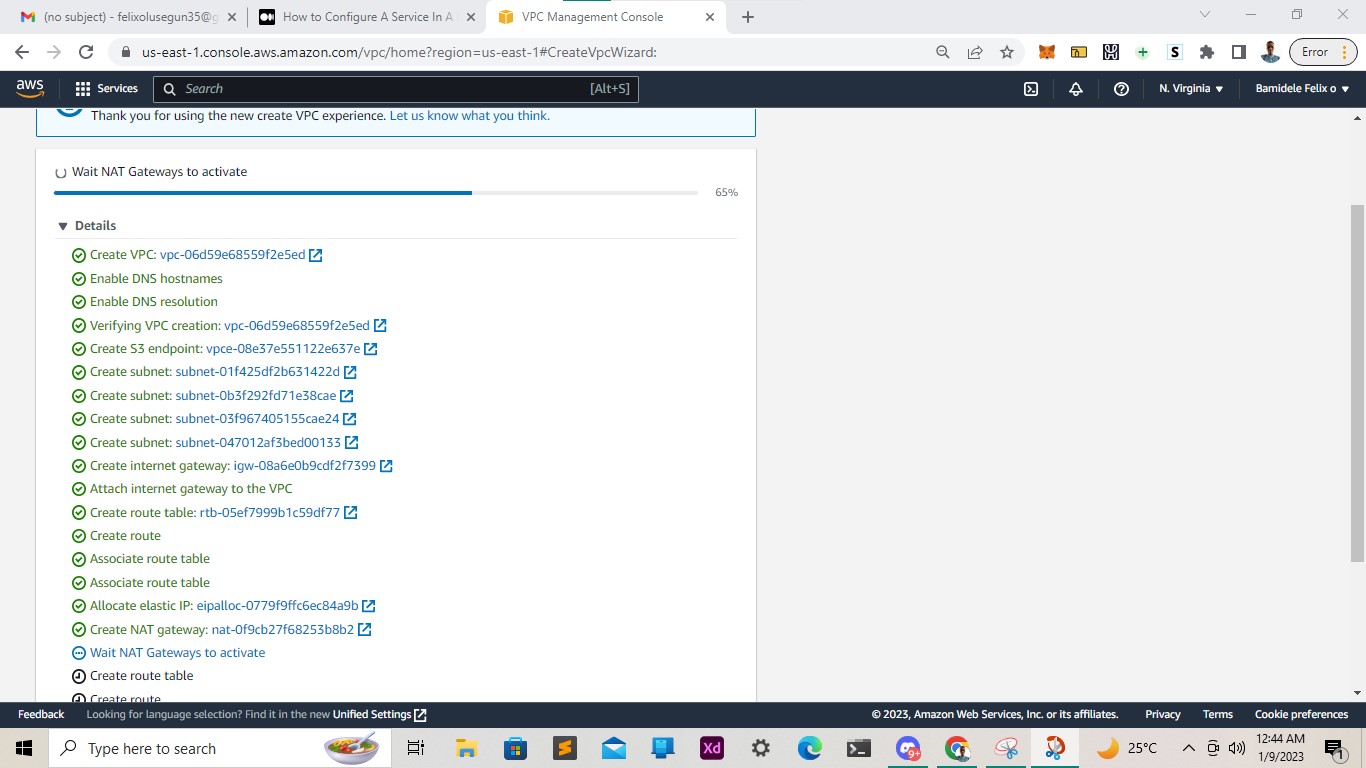 (no subject) - felixolusegun35@g
How to Configure A Service In A
VPC Management Console
us-east-1.console.aws.amazon.com/vpc/home?region=us-east-1#CreateVpcWizard:
Error
aws
Services
Search
[Alt+S]
N. Virginia
Bamidele Felix o
Thank you for using the new create VPC experience. Let us know what you think.
Wait NAT Gateways to activate
65%
Details
Create VPC: vpc-06d59e68559f2e5ed
Enable DNS hostnames
Enable DNS resolution
Verifying VPC creation: vpc-06d59e68559f2e5ed
Create S3 endpoint: vpce-08e37e551122e637e
Create subnet: subnet-01f425df2b631422d
Create subnet: subnet-0b3f292fd71e38cae
Create subnet: subnet-03f967405155cae24
Create subnet: subnet-047012af3bed00133
Create internet gateway: igw-08a6e0b9cdf2f7399
Attach internet gateway to the VPC
Create route table: rtb-05ef7999b1c59df77
Create route
Associate route table
Associate route table
Allocate elastic IP: eipalloc-0779f9ffc6ec84a9b
Create NAT gateway: nat-0f9cb27f68253b8b2
Wait NAT Gateways to activate
Create route table
Create route
Feedback
Looking for language selection? Find it in the new Unified Settings
© 2023, Amazon Web Services, Inc. or its affiliates.
Privacy
Terms
Cookie preferences
Type here to search
Xd
9+
25°C
12:44 AM
1/9/2023
1